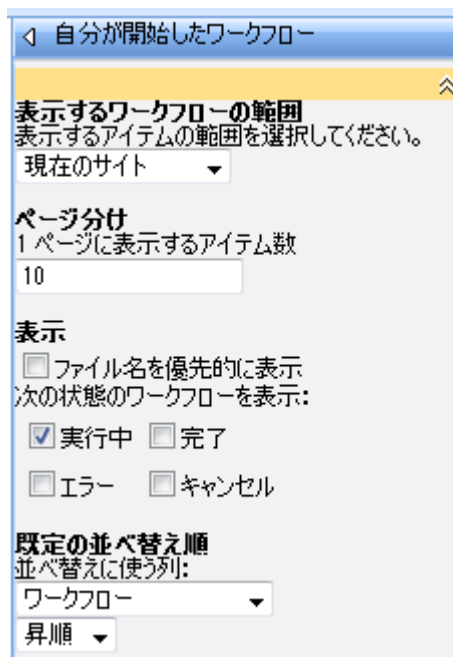 自分が開始したワークフロー
表示するワークフローの範囲
表示するアイテムの範囲を選択してください。
現在のサイト
ページ分け
1 ページに表示するアイテム数
10
表示
ファイル名を優先的に表示
次の状態のワークフローを表示:
実行中 完了
エラー キャンセル
既定の並べ替え順
並べ替えに使う列:
ワークフロー
昇順